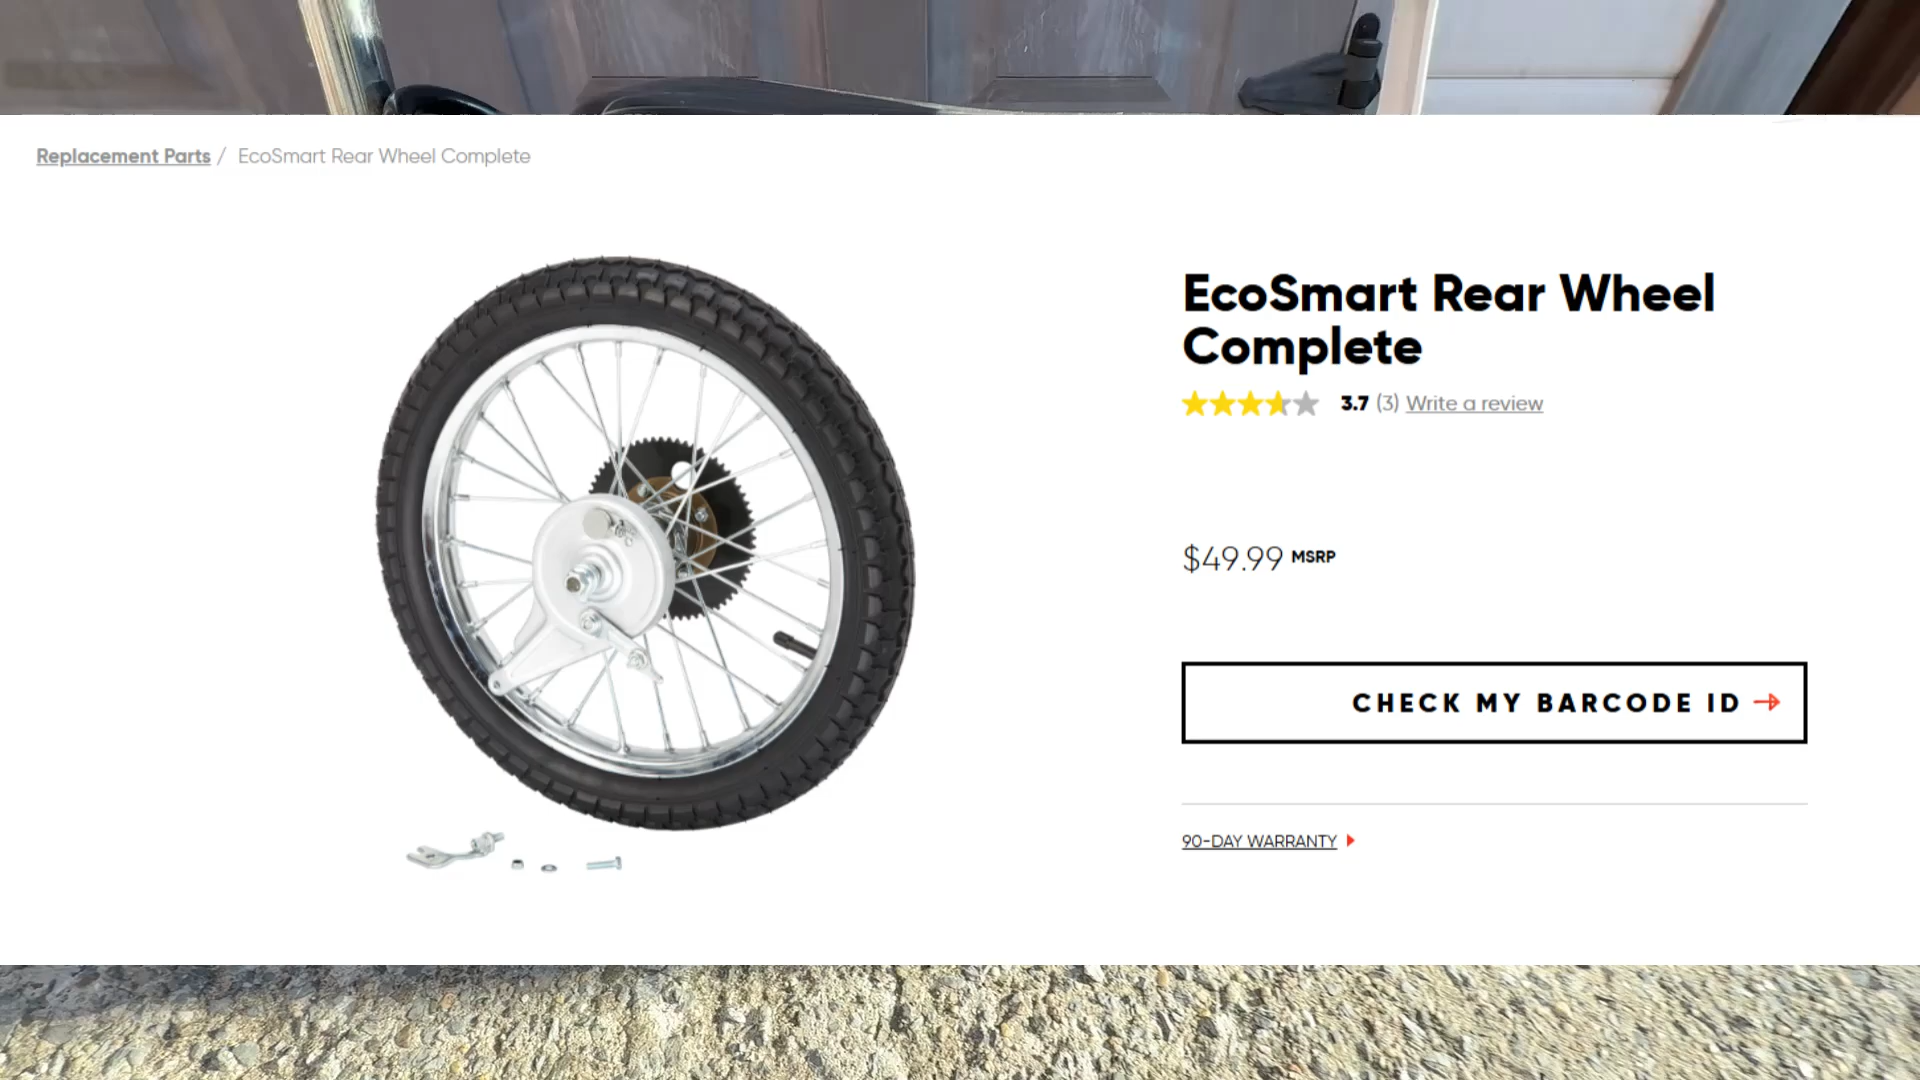 Replacement Parts / EcoSmart Rear Wheel Complete
EcoSmart Rear Wheel
Complete
3.7 (3) Write a review
$49.99 MSRP
CHECK MY BARCODE ID
90-DAY WARRANTY